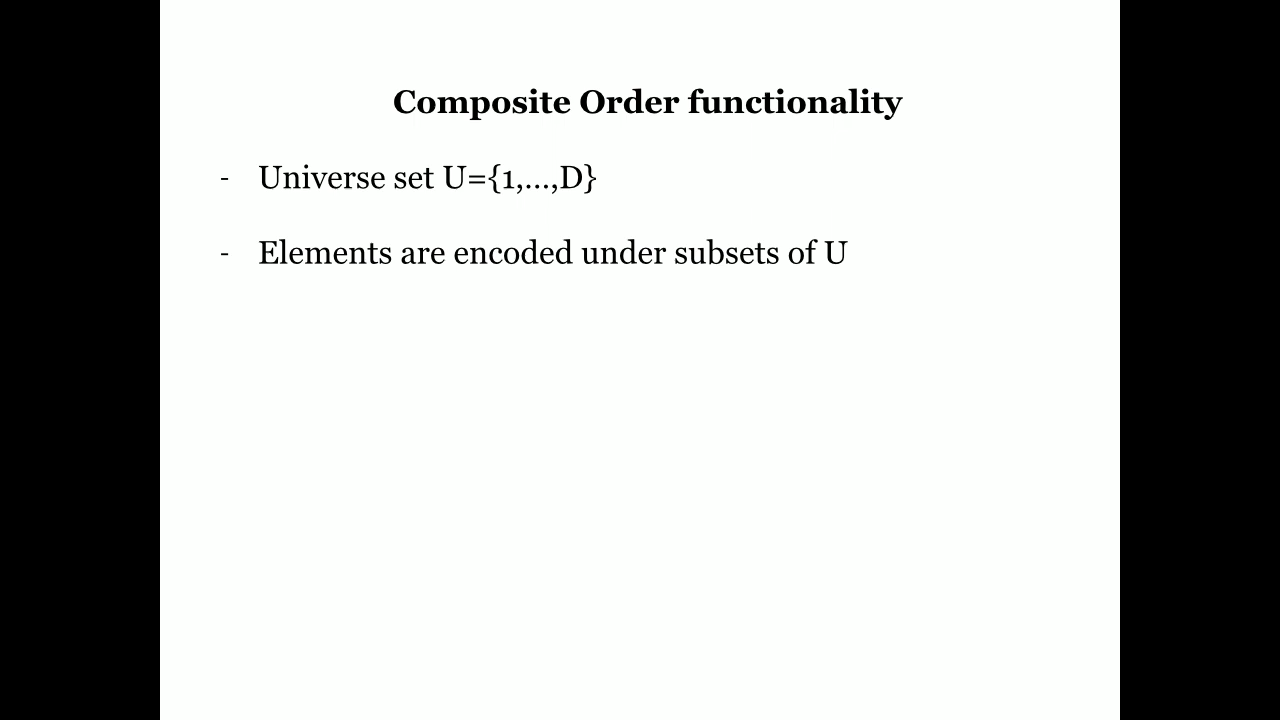 Composite Order functionality
- Universe set U={1,...,D}
- Elements are encoded under subsets of U